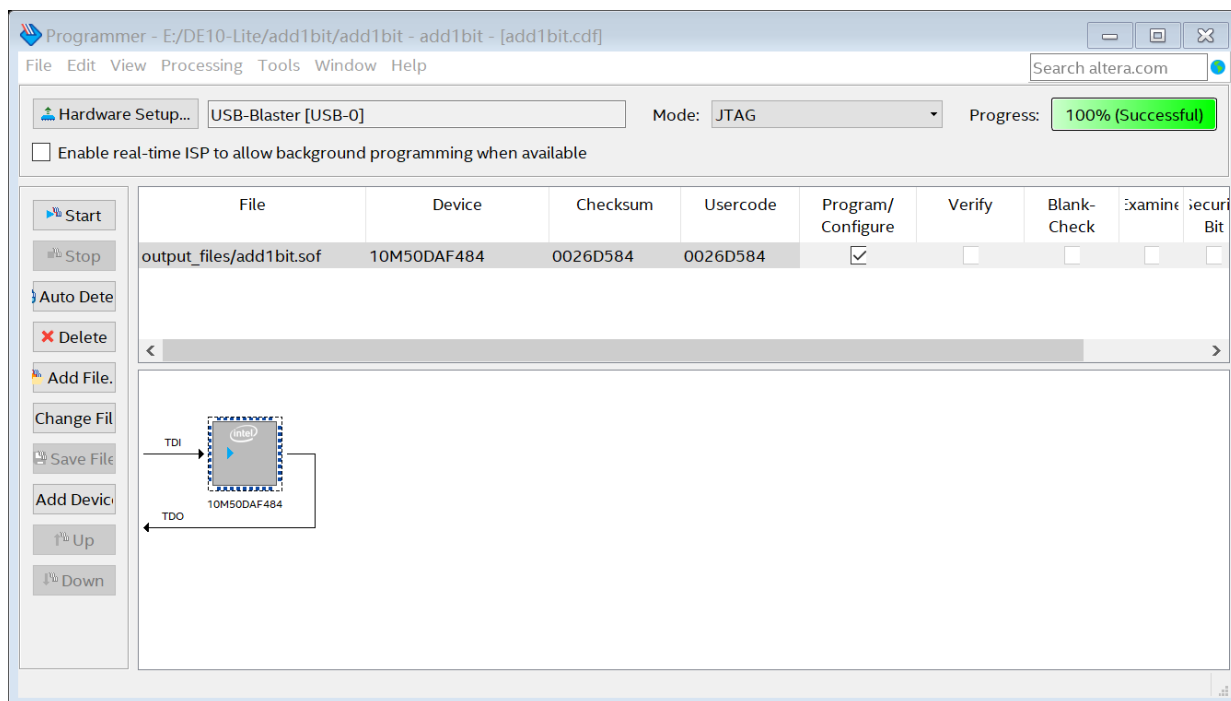 Programmer - E:/DE10-Lite/add1bit/add1bit - add1bit - [add1bit.cdf]
File Edit View Processing Tools Window Help
Search altera.com
Hardware Setup... USB-Blaster [USB-0] Mode: JTAG Progress: 100% (Successful)
Enable real-time ISP to allow background programming when available
Start
Stop
Auto Dete
Delete
Add File.
Change Fil
Save File
Add Devic
Up
Down
File Device Checksum Usercode Program/ Configure Verify Blank- Check Examine Securi Bit
output_files/add1bit.sof 10M50DAF484 0026D584 0026D584
TDI
intel
10M50DAF484
TDO